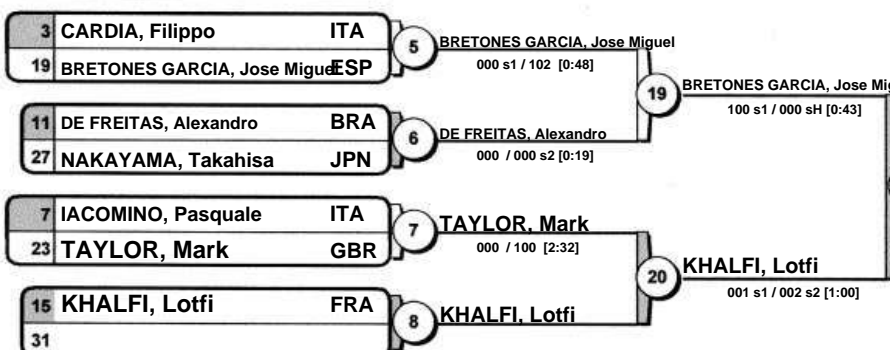 3 CARDIA, Filippo ITA
19 BRETONES GARCIA, Jose Miguel ESP
5
BRETONES GARCIA, Jose Miguel
000 s1 / 102 [0:48]
19
BRETONES GARCIA, Jose Mig
100 s1 / 000 sH [0:43]
11 DE FREITAS, Alexandro BRA
27 NAKAYAMA, Takahisa JPN
6
DE FREITAS, Alexandro
000 / 000 s2 [0:19]
7 IACOMINO, Pasquale ITA
23 TAYLOR, Mark GBR
7
TAYLOR, Mark
000 / 100 [2:32]
20
KHALFI, Lotfi
001 s1 / 002 s2 [1:00]
15 KHALFI, Lotfi FRA
31
8
KHALFI, Lotfi